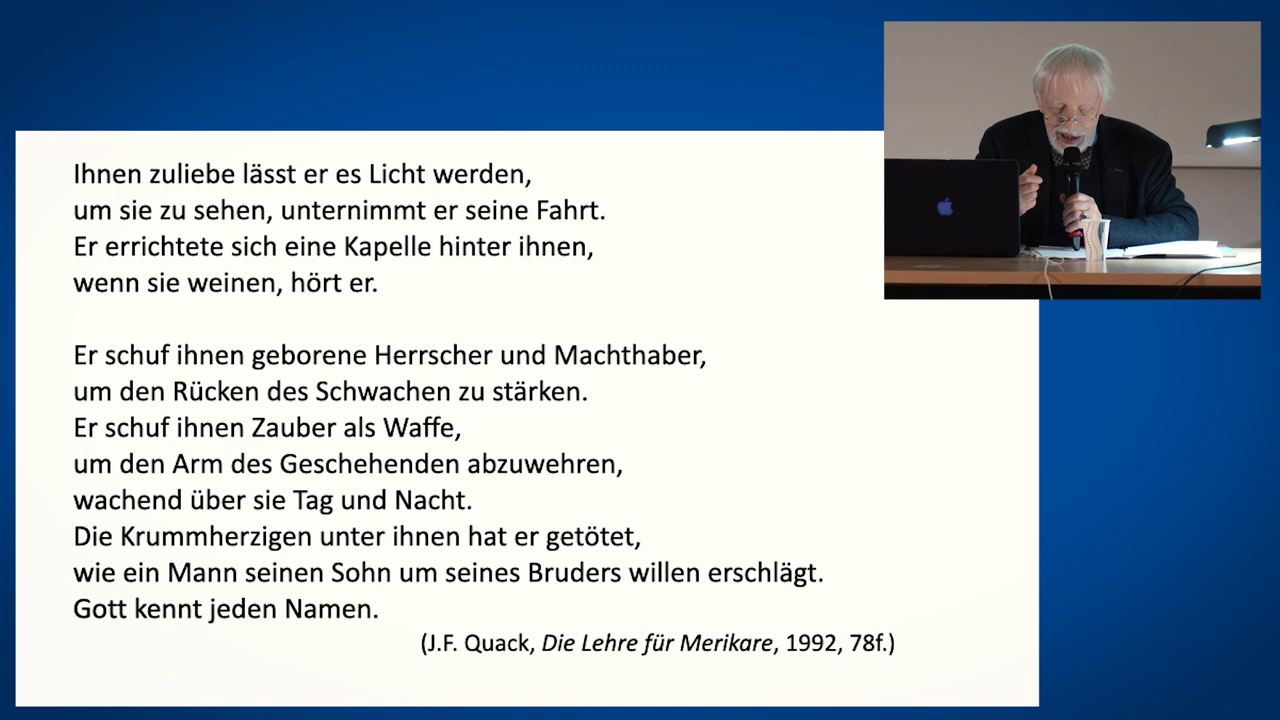 Ihnen zuliebe lässt er es Licht werden,
um sie zu sehen, unternimmt er seine Fahrt.
Er errichtete sich eine Kapelle hinter ihnen,
wenn sie weinen, hört er.
Er schuf ihnen geborene Herrscher und Machthaber,
um den Rücken des Schwachen zu stärken.
Er schuf ihnen Zauber als Waffe,
um den Arm des Geschehenden abzuwehren,
wachend über sie Tag und Nacht.
Die Krummherzigen unter ihnen hat er getötet,
wie ein Mann seinen Sohn um seines Bruders willen erschlägt.
Gott kennt jeden Namen.
(J.F. Quack, Die Lehre für Merikare, 1992, 78f.)